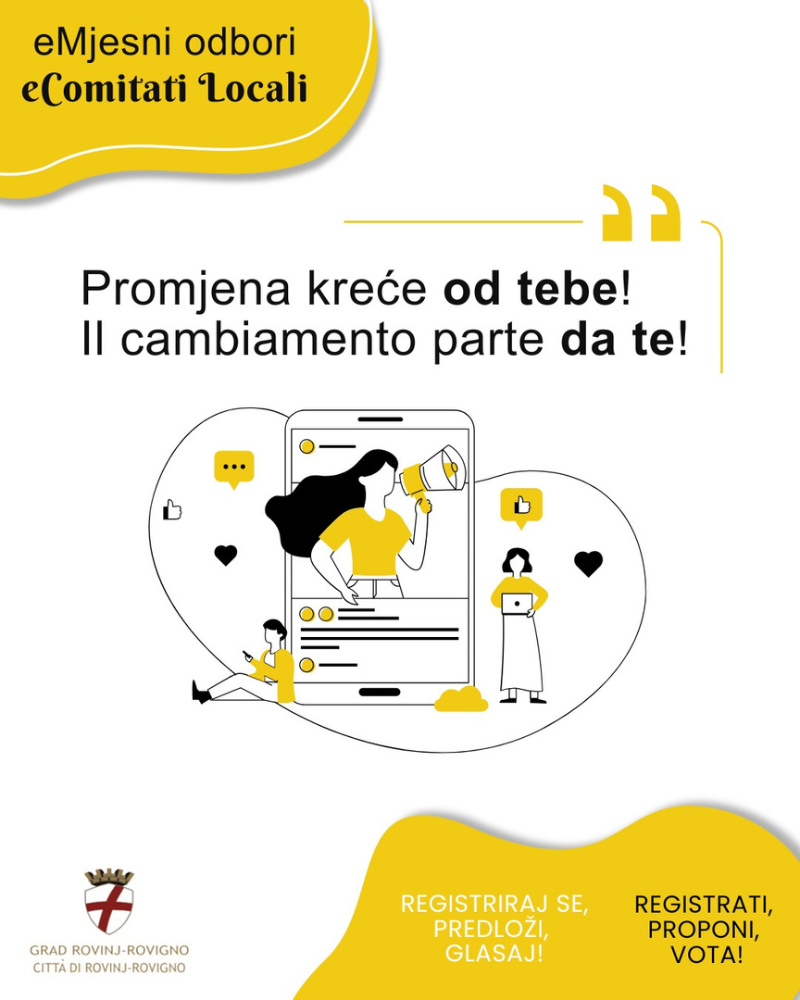 eMjesni odbori
eComitati Locali
Promjena kreće od tebe!
Il cambiamento parte da te!
GRAD ROVINJ-ROVIGNO
CITTÀ DI ROVINJ-ROVIGNO
REGISTRIRAJ SE,
PREDLOŽI,
GLASAJ!
REGISTRATI,
PROPONI,
VOTA!